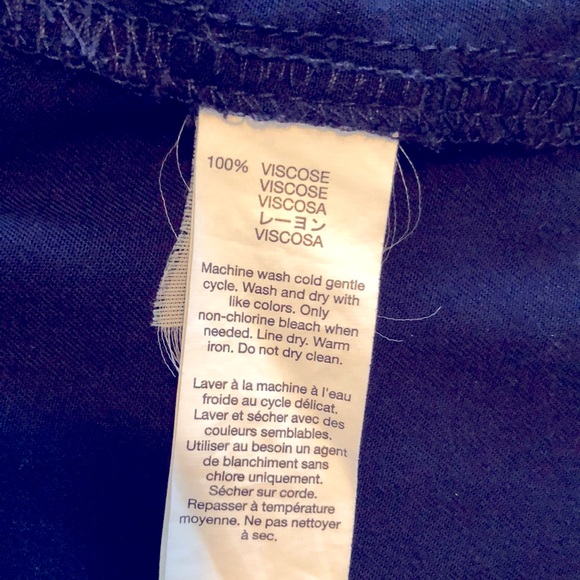 100% VISCOSE
VISCOSE
VISCOSA
レーヨン
VISCOSA
Machine wash cold gentle
cycle. Wash and dry with
like colors. Only
non-chlorine bleach when
needed. Line dry. Warm
iron. Do not dry clean.
Laver à la machine à l'eau
froide au cycle délicat.
Laver et sécher avec des
couleurs semblables.
Utiliser au besoin un agent
de blanchiment sans
chlore uniquement.
Sécher sur corde.
Repasser à température
moyenne. Ne pas nettoyer
à sec.